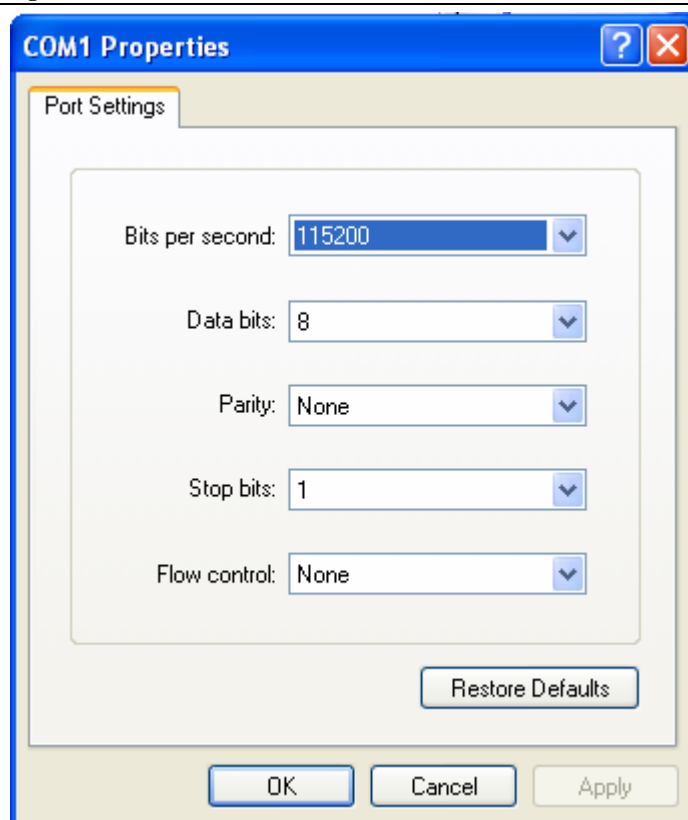 COM1 Properties
Port Settings
Bits per second: 115200
Data bits: 8
Parity: None
Stop bits: 1
Flow control: None
Restore Defaults
OK Cancel Apply